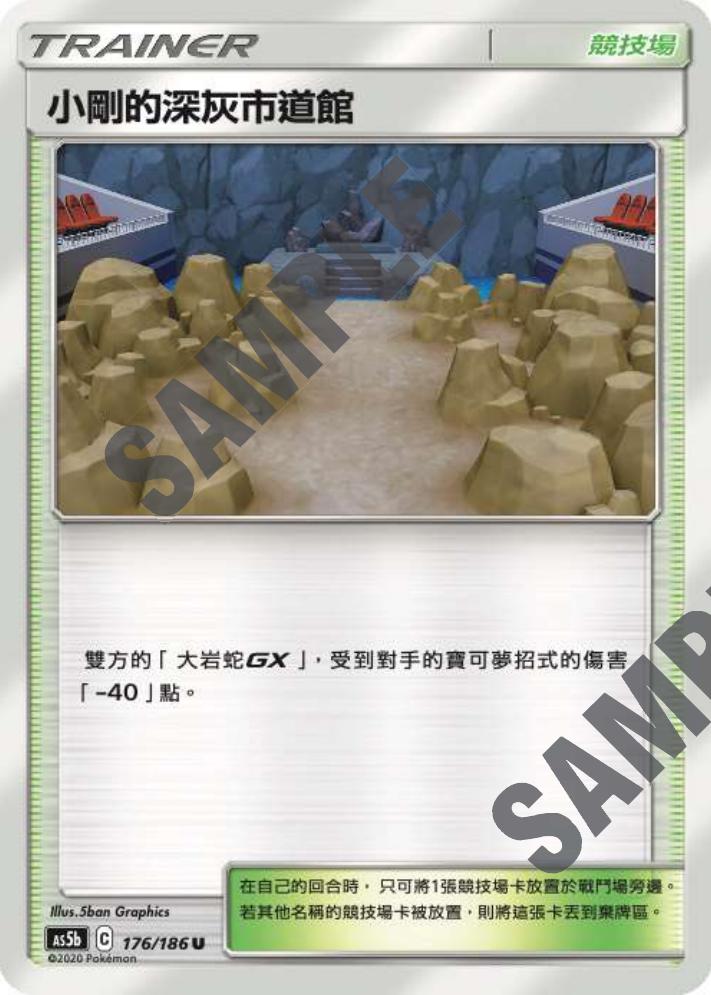 TRAINER
競技場
小剛的深灰市道館
SAMPLE
雙方的「大岩蛇GX」，受到對手的寶可夢招式的傷害
「-40」點。
SAMPLE
在自己的回合時，只可將1張競技場卡放置於戰鬥場旁邊。
若其他名稱的競技場卡被放置，則將這張卡丟到棄牌區。
Illus.5ban Graphics
AS5b C 176/186 U
©2020 Pokémon